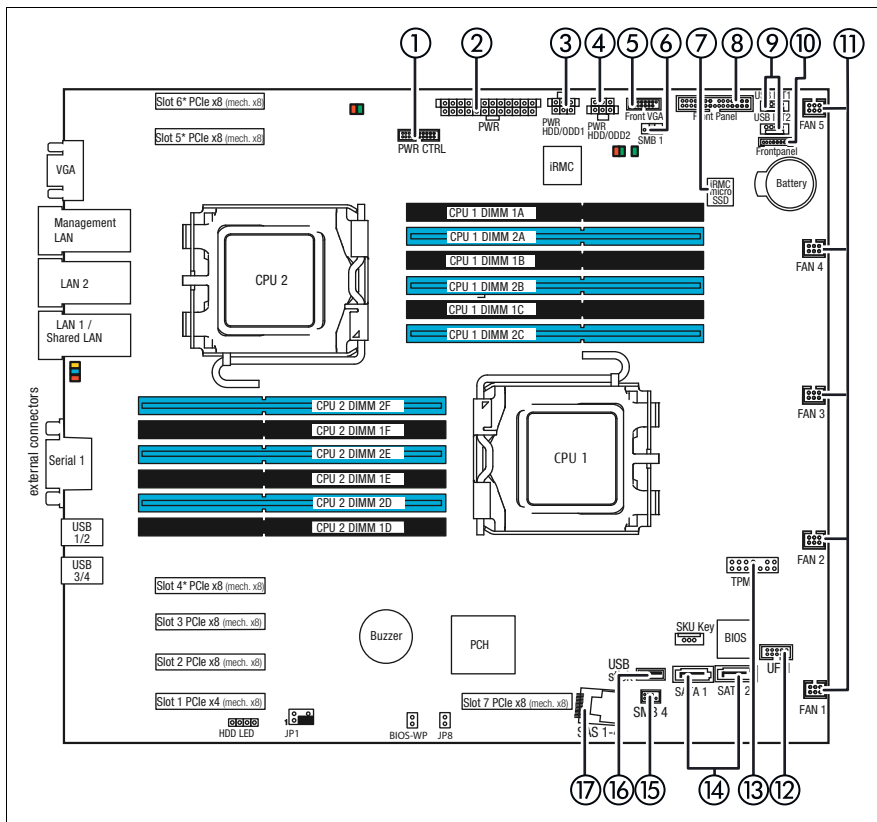 1 2 3 4 5 6 7 8 9 10 11
Slot 6* PCIe x8 (mech. x8)
Slot 5* PCIe x8 (mech. x8)
PWR CTRL
PWR
PWR
HDD/ODD1
PWR
HDD/ODD2
Front VGA
SMB 1
Front Panel
Frontpanel
FAN 5
VGA
iRMC
iRMC
micro
SSD
Battery
Management
LAN
LAN 2
LAN 1 /
Shared LAN
CPU 2
CPU 1 DIMM 1A
CPU 1 DIMM 2A
CPU 1 DIMM 1B
CPU 1 DIMM 2B
CPU 1 DIMM 1C
CPU 1 DIMM 2C
FAN 4
FAN 3
external connectors
Serial 1
CPU 2 DIMM 2F
CPU 2 DIMM 1F
CPU 2 DIMM 2E
CPU 2 DIMM 1E
CPU 2 DIMM 2D
CPU 2 DIMM 1D
CPU 1
USB
1/2
USB
3/4
FAN 2
TPM
Slot 4* PCIe x8 (mech. x8)
Slot 3 PCIe x8 (mech. x8)
Slot 2 PCIe x8 (mech. x8)
Slot 1 PCIe x4 (mech. x8)
Buzzer
PCH
SKU Key
BIOS
USB
SATA 1
Slot 7 PCIe x8 (mech. x8)
FAN 1
HDD LED
1
JP1
BIOS-WP
JP8
17 16 15 14 13 12